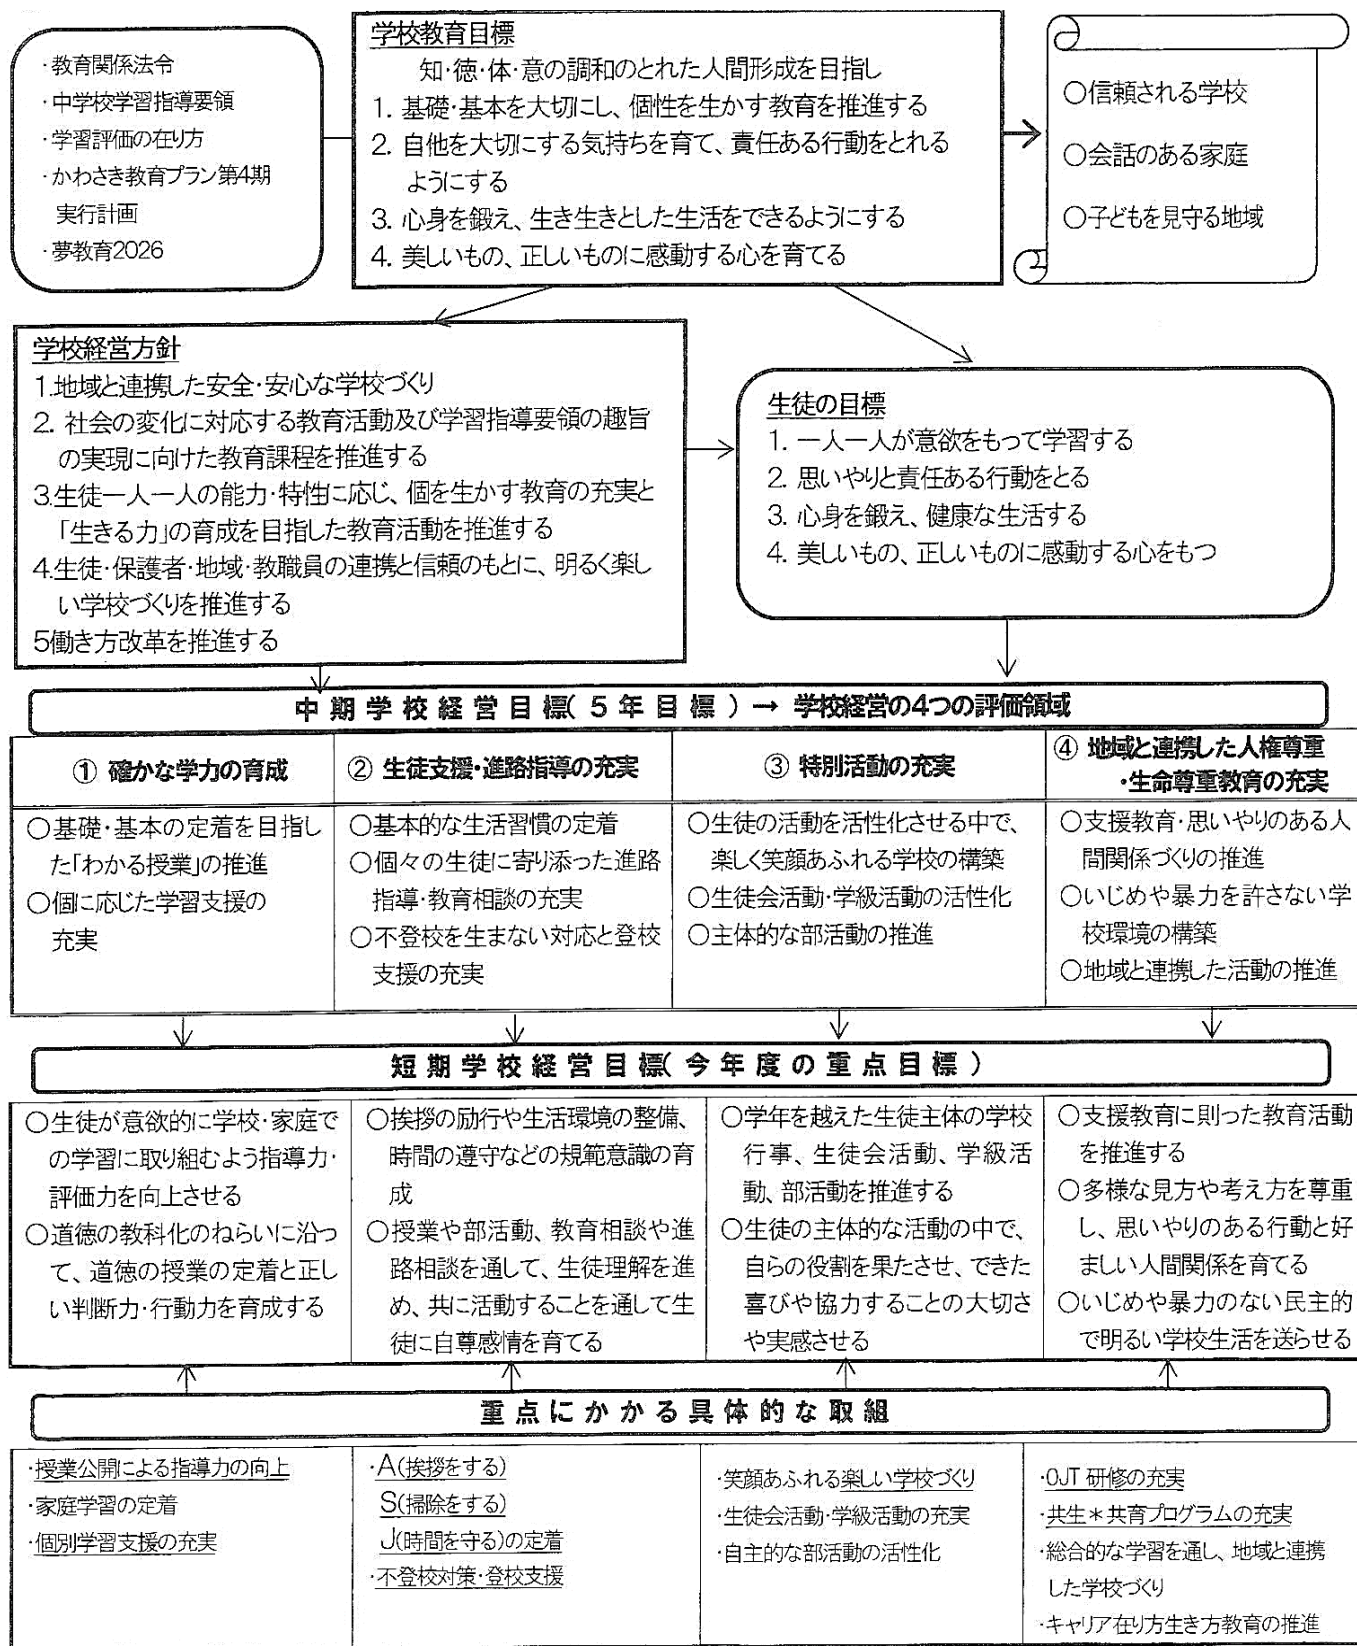 ・教育関係法令
・中学校学習指導要領
・学習評価の在り方
・かわさき教育プラン第4期
実行計画
・夢教育2026
学校教育目標
知・徳・体・意の調和のとれた人間形成を目指し
1. 基礎・基本を大切にし、個性を生かす教育を推進する
2. 自他を大切にする気持ちを育て、責任ある行動をとれる
ようにする
3. 心身を鍛え、生き生きとした生活をできるようにする
4. 美しいもの、正しいものに感動する心を育てる
○信頼される学校
○会話のある家庭
○子どもを見守る地域
学校経営方針
1.地域と連携した安全・安心な学校づくり
2. 社会の変化に対応する教育活動及び学習指導要領の趣旨
の実現に向けた教育課程を推進する
3.生徒一人一人の能力・特性に応じ、個を生かす教育の充実と
「生きる力」の育成を目指した教育活動を推進する
4.生徒・保護者・地域・教職員の連携と信頼のもとに、明るく楽し
い学校づくりを推進する
5働き方改革を推進する
生徒の目標
1. 一人一人が意欲をもって学習する
2. 思いやりと責任ある行動をとる
3. 心身を鍛え、健康な生活する
4. 美しいもの、正しいものに感動する心をもつ
中期学校経営目標(5年目標)→ 学校経営の4つの評価領域
① 確かな学力の育成
○基礎・基本の定着を目指し
た「わかる授業」の推進
○個に応じた学習支援の
充実
② 生徒支援・進路指導の充実
○基本的な生活習慣の定着
○個々の生徒に寄り添った進路
指導・教育相談の充実
○不登校を生まない対応と登校
支援の充実
③ 特別活動の充実
○生徒の活動を活性化させる中で、
楽しく笑顔あふれる学校の構築
○生徒会活動・学級活動の活性化
○主体的な部活動の推進
④ 地域と連携した人権尊重
・生命尊重教育の充実
○支援教育・思いやりのある人
間関係づくりの推進
○いじめや暴力を許さない学
校環境の構築
○地域と連携した活動の推進
短期学校経営目標(今年度の重点目標)
○生徒が意欲的に学校・家庭で
の学習に取り組むよう指導力・
評価力を向上させる
○道徳の教科化のねらいに沿っ
て、道徳の授業の定着と正し
い判断力・行動力を育成する
○挨拶の励行や生活環境の整備、
時間の遵守などの規範意識の育
成
○授業や部活動、教育相談や進
路相談を通して、生徒理解を進
め、共に活動することを通して生
徒に自尊感情を育てる
○学年を越えた生徒主体の学校
行事、生徒会活動、学級活
動、部活動を推進する
○生徒の主体的な活動の中で、
自らの役割を果たさせ、できた
喜びや協力することの大切さ
や実感させる
○支援教育に則った教育活動
を推進する
○多様な見方や考え方を尊重
し、思いやりのある行動と好
ましい人間関係を育てる
○いじめや暴力のない民主的
で明るい学校生活を送らせる
重点にかかる具体的な取組
・授業公開による指導力の向上
・家庭学習の定着
・個別学習支援の充実
・A(挨拶をする)
S(掃除をする)
J(時間を守る)の定着
・不登校対策・登校支援
・笑顔あふれる楽しい学校づくり
・生徒会活動・学級活動の充実
・自主的な部活動の活性化
・OJT 研修の充実
・共生*共育プログラムの充実
・総合的な学習を通し、地域と連携
した学校づくり
・キャリア在り方生き方教育の推進